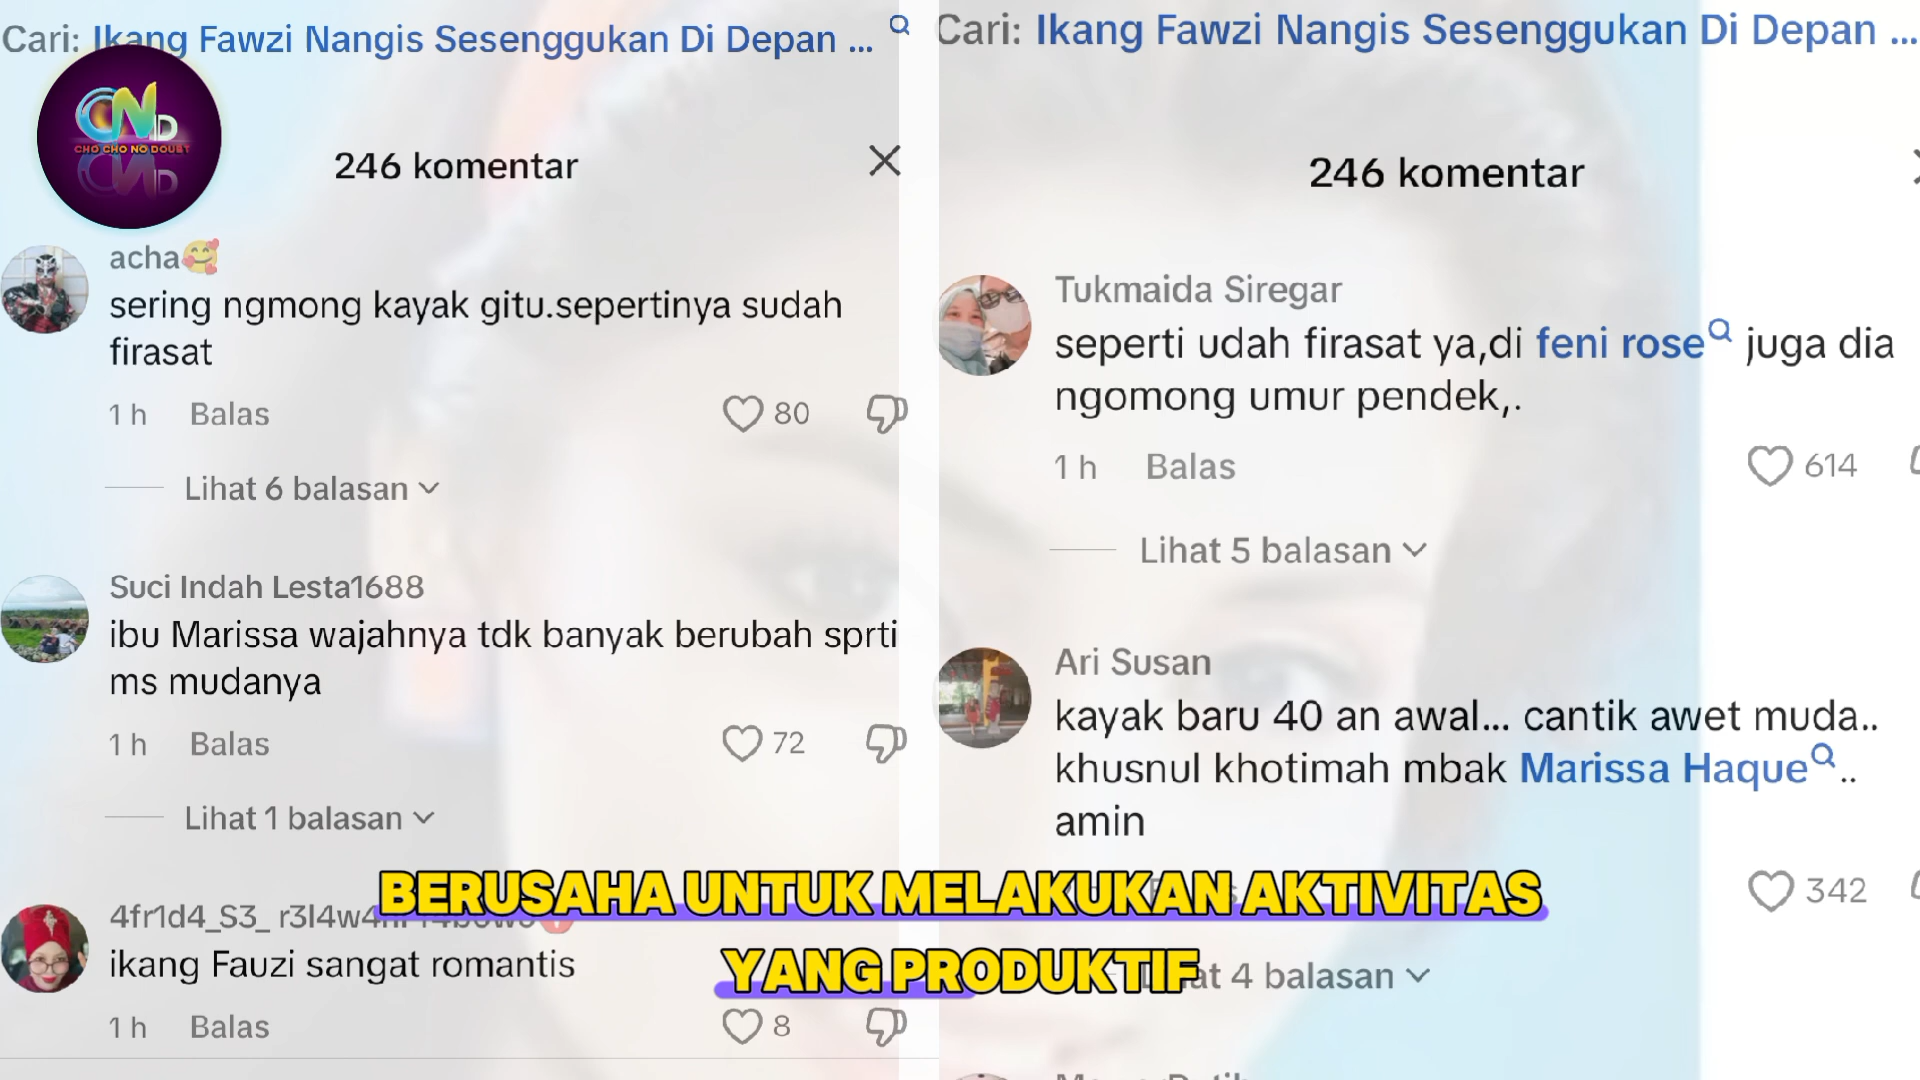 Cari: Ikang Fawzi Nangis Sesenggukan Di Depan ...
CND
CHO CHO NO DOUBT
246 komentar
acha🥰
sering ngmong kayak gitu.sepertinya sudah
firasat
1 h Balas 80
Lihat 6 balasan
Suci Indah Lesta1688
ibu Marissa wajahnya tdk banyak berubah sprti
ms mudanya
1 h Balas 72
Lihat 1 balasan
4fr1d4_S3_
ikang Fauzi sangat romantis
1 h Balas 8
Cari: Ikang Fawzi Nangis Sesenggukan Di Depan ...
246 komentar
Tukmaida Siregar
seperti udah firasat ya,di feni rose juga dia
ngomong umur pendek,.
1 h Balas 614
Lihat 5 balasan
Ari Susan
kayak baru 40 an awal... cantik awet muda..
khusnul khotimah mbak Marissa Haque..
amin
342
4 balasan
BERUSAHA UNTUK MELAKUKAN AKTIVITAS
YANG PRODUKTIF